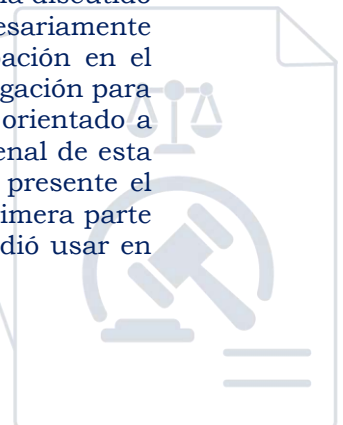 discutido
esariamente
ación en el
gación para
orientado a
enal de esta
presente el
imera parte
dió usar en